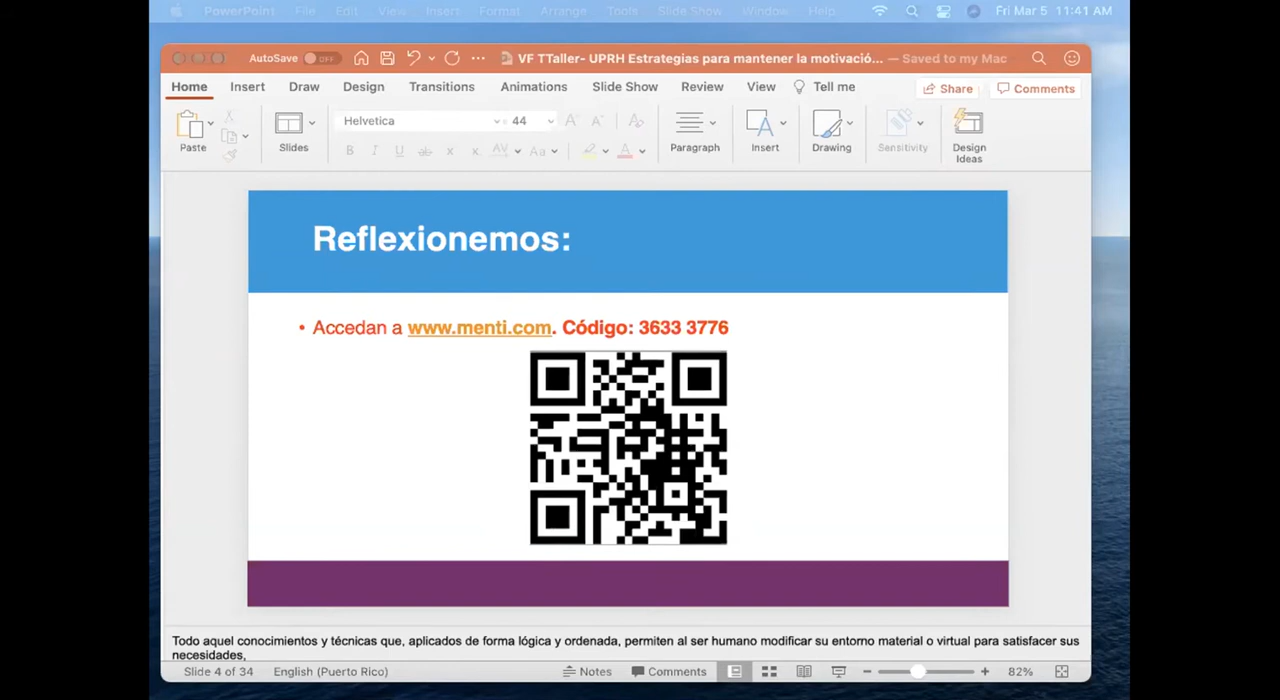 PowerPoint File Edit View Insert Format Arrange Tools Slide Show Window Help Fri Mar 5 11:41 AM
AutoSave OFF VF TTaller- UPRH Estrategias para mantener la motivació... — Saved to my Mac
Home Insert Draw Design Transitions Animations Slide Show Review View Tell me Share Comments
Helvetica 44
Paste Slides Paragraph Insert Drawing Sensitivity Design
Ideas
Reflexionemos:
• Accedan a www.menti.com. Código: 3633 3776
Todo aquel conocimientos y técnicas que, aplicados de forma lógica y ordenada, permiten al ser humano modificar su entorno material o virtual para satisfacer sus
necesidades,
Slide 4 of 34 English (Puerto Rico) Notes Comments 82%